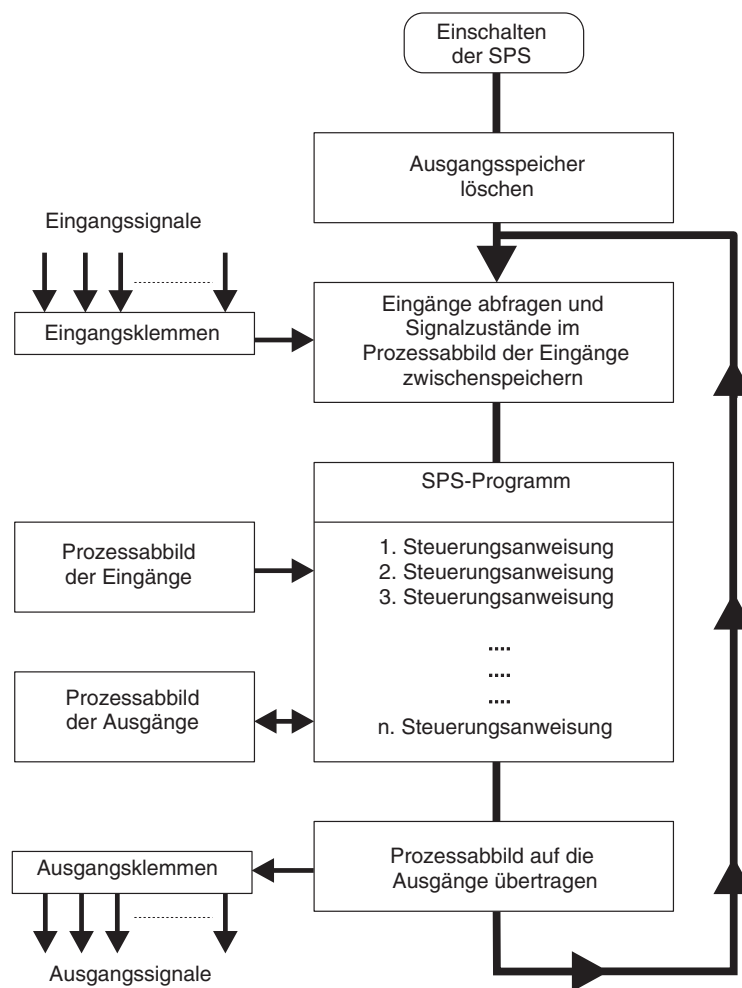 Einschalten
der SPS
Ausgangsspeicher
löschen
Eingangssignale
Eingangsklemmen
Eingänge abfragen und
Signalzustände im
Prozessabbild der Eingänge
zwischenspeichern
SPS-Programm
Prozessabbild
der Eingänge
1. Steuerungsanweisung
2. Steuerungsanweisung
3. Steuerungsanweisung
....
....
....
Prozessabbild
der Ausgänge
n. Steuerungsanweisung
Ausgangsklemmen
Prozessabbild auf die
Ausgänge übertragen
Ausgangssignale